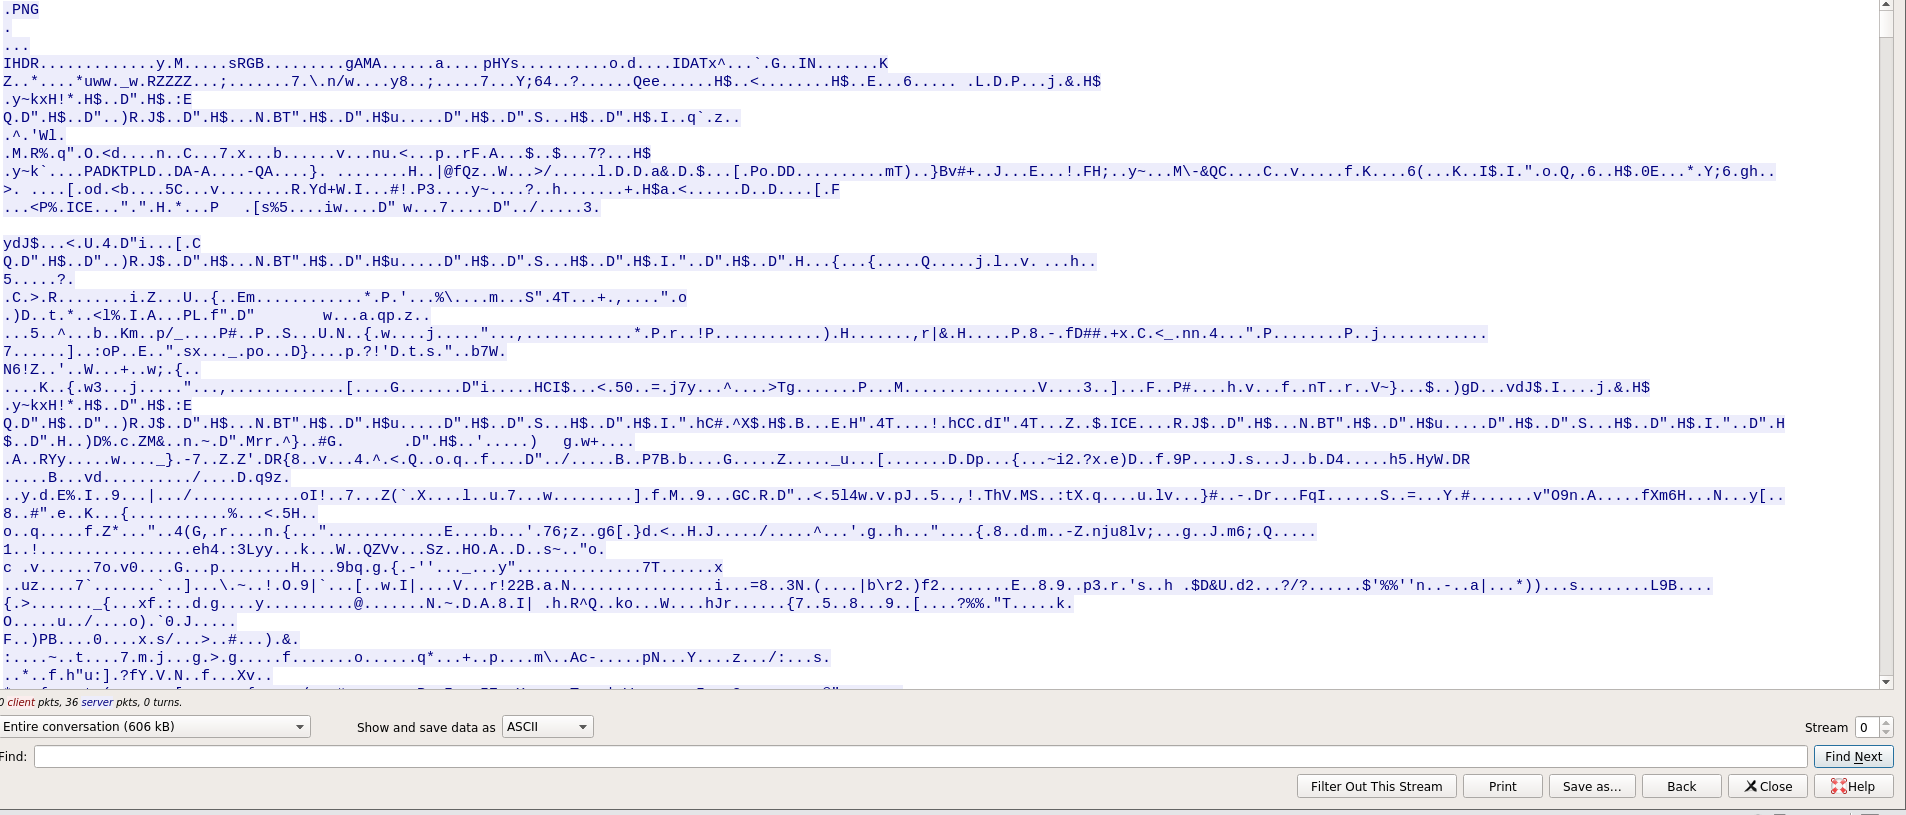 .PNG
.
...
IHDR.............y.M.....sRGB.........gAMA......a.... pHYs..........o.d....IDATx^...`.G..IN.......K
Z..*....*uww._w.RZZZZ...;.......7.\.n/w....y8..;.....7...Y;64..?......Qee......H$..<........H$..E...6..... .L.D.P...j.&.H$
.y~kxH!*.H$..D".H$.:E
Q.D".H$..D"..)R.J$..D".H$...N.BT".H$..D".H$u.....D".H$..D".S...H$..D".H$.I..q`.z..
.^.'Wl.
.M.R%.q".O.<d....n..C...7.x...b......v...nu.<...p..rF.A...$..$...7?...H$
.y~k`....PADKTPLD..DA-A....-QA....}. ........H..|@fQz..W...>/.....l.D.D.a&.D.$...[.Po.DD..........mT)..}Bv#+..J...E...!.FH;..y~...M\-&QC....C..v.....f.K....6(...K..I$.I.".o.Q,.6..H$.0E...*.Y;6.gh..
>. ....[.od.<b....5C...v........R.Yd+W.I...#!.P3....y~....?..h.......+.H$a.<......D..D....[.F
...<P%.ICE...".".H.*...P   .[s%5....iw....D" w...7.....D"../.....3.
ydJ$...<.U.4.D"i...[.C
Q.D".H$..D"..)R.J$..D".H$...N.BT".H$..D".H$u.....D".H$..D".S...H$..D".H$.I."..D".H$..D".H...{...{.....Q.....j.l..v. ...h..
5.....?.
.C.>.R........i.Z...U..{..Em............*.P.'...%\....m...S".4T...+.,....".o
.)D..t.*..<l%.I.A...PL.f".D"        w...a.qp.z..
...5..^...b..Km..p/_....P#..P..S...U.N..{.w....j.....".................*.P.r..!P............).H.......,r|&.H.....P.8.-.fD##.+x.C.<_.nn.4...".P........P..j............
7......]..:oP..E..".sx..._.po...D}....p.?!'D.t.s."..b7W.
N6!Z..'..W...+..w;.{..
....K..{.w3...j....."...,.............[....G.......D"i.....HCI$...<.50..=.j7y...^....>Tg.......P...M...............V....3..]...F..P#....h.v...f..nT..r..V~}...$..)gD...vdJ$.I....j.&.H$
.y~kxH!*.H$..D".H$.:E
Q.D".H$..D"..)R.J$..D".H$...N.BT".H$..D".H$u.....D".H$..D".S...H$..D".H$.I.".hC#.^X$.H$.B...E.H".4T....!.hCC.dI".4T...Z..$.ICE....R.J$..D".H$...N.BT".H$..D".H$u.....D".H$..D".S...H$..D".H$.I."..D".H
$..D".H..)D%.c.ZM&..n.~.D".Mrr.^}..#G.       .D".H$..'.....)   g.w+....
.A..RYy.....w...._}.-7..Z.Z'.DR{8..v...4.^.<.Q..o.q..f....D"../.....B..P7B.b....G.....Z....._u...[.......D.Dp...{...~i2.?x.e)D..f.9P....J.s...J..b.D4.....h5.HyW.DR
.....B...vd........../....D.q9z.
..y.d.E%.I..9...|.../............oI!..7...Z(`.X....l..u.7...w.........].f.M..9...GC.R.D"..<.5l4w.v.pJ..5..,!.ThV.MS..:tX.q....u.lv...}#..-.Dr...FqI......S..=...Y.#.......v"O9n.A.....fXm6H...N...y[..
8..#".e..K...{...........%...<.5H..
o..q.....f.Z*..."..4(G,.r....n.{...".............E....b...'.76;z..g6[.}d.<..H.J...../.....^...'.g..h..."....{.8..d.m..-Z.nju8lv;...g..J.m6;.Q.....
1..!.................eh4.:3Lyy...k...W..QZVv...Sz..HO.A..D..s~.."o.
c .v......7o.v0....G...p........H....9bq.g.{.-''..._...y"..............7T......x
..uz....7`.......`..]...\.~..!.O.9|`...[..w.I|....V...r!22B.a.N................i...=8..3N.(....|b\r2.)f2........E..8.9..p3.r.'s..h .$D&U.d2...?/?......$'%%''n..-..a|...*))...s........L9B....
{.>......._{...xf.:..d.g....y..........@.......N.~.D.A.8.I| .h.R^Q..ko...W....hJr......{7..5..8...9..[....?%%."T.....k.
O.....u../....o).`0.J.....
F..)PB....0....x.s/...>..#...).&.
:....~..t....7.m.j...g.>.g.....f.......o......q*...+..p....m\..Ac-.....pN...Y....z.../:...s.
..*..f.h"u:].?fY.V.N..f...Xv..
0 client pkts, 36 server pkts, 0 turns.
Entire conversation (606 kB) Show and save data as ASCII Stream 0
Find: Find Next
Filter Out This Stream Print Save as... Back Close Help